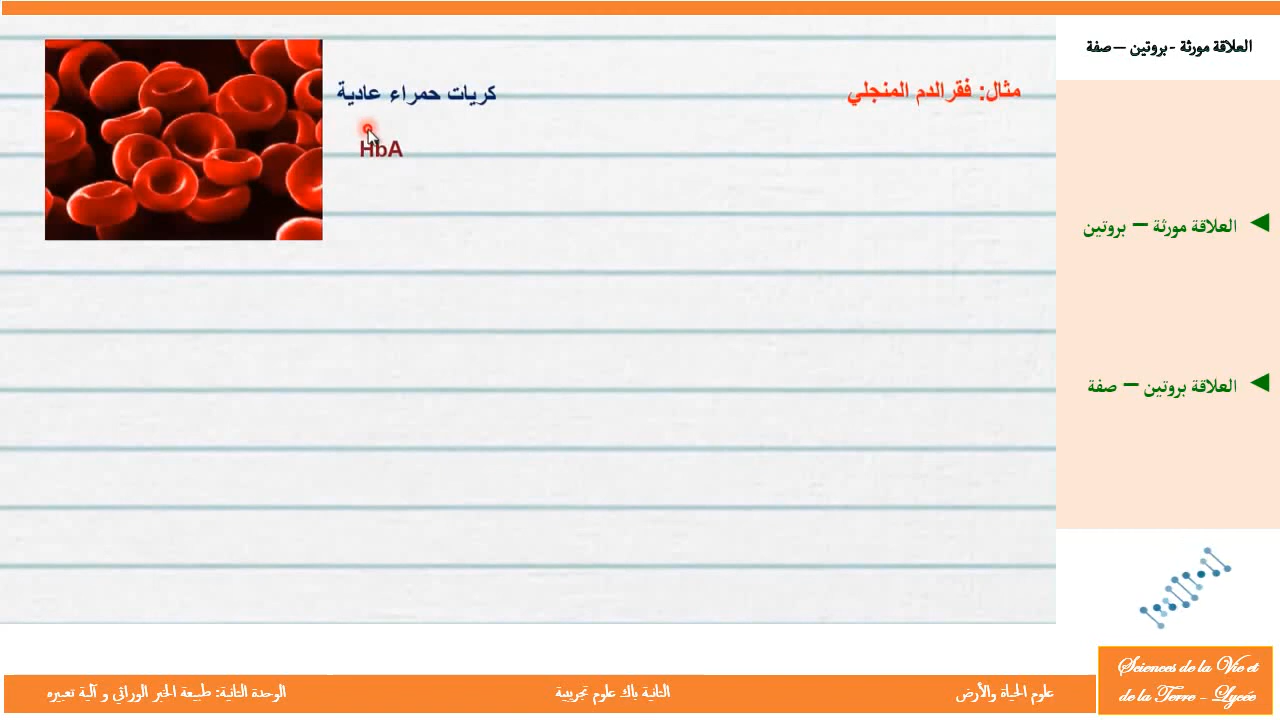 العلاقة مورثة - بروتين – صفة
مثال: فقرالدم المنجلي
كريات حمراء عادية
HbA
العلاقة مورثة – بروتين
العلاقة بروتين – صفة
Sciences de la Vie et
de la Terre - Lycée
علوم الحياة والأرض
الثانية باك علوم تجريبية
الوحدة الثانية: طبيعة الخبر الوراثي و آلية تعبيره